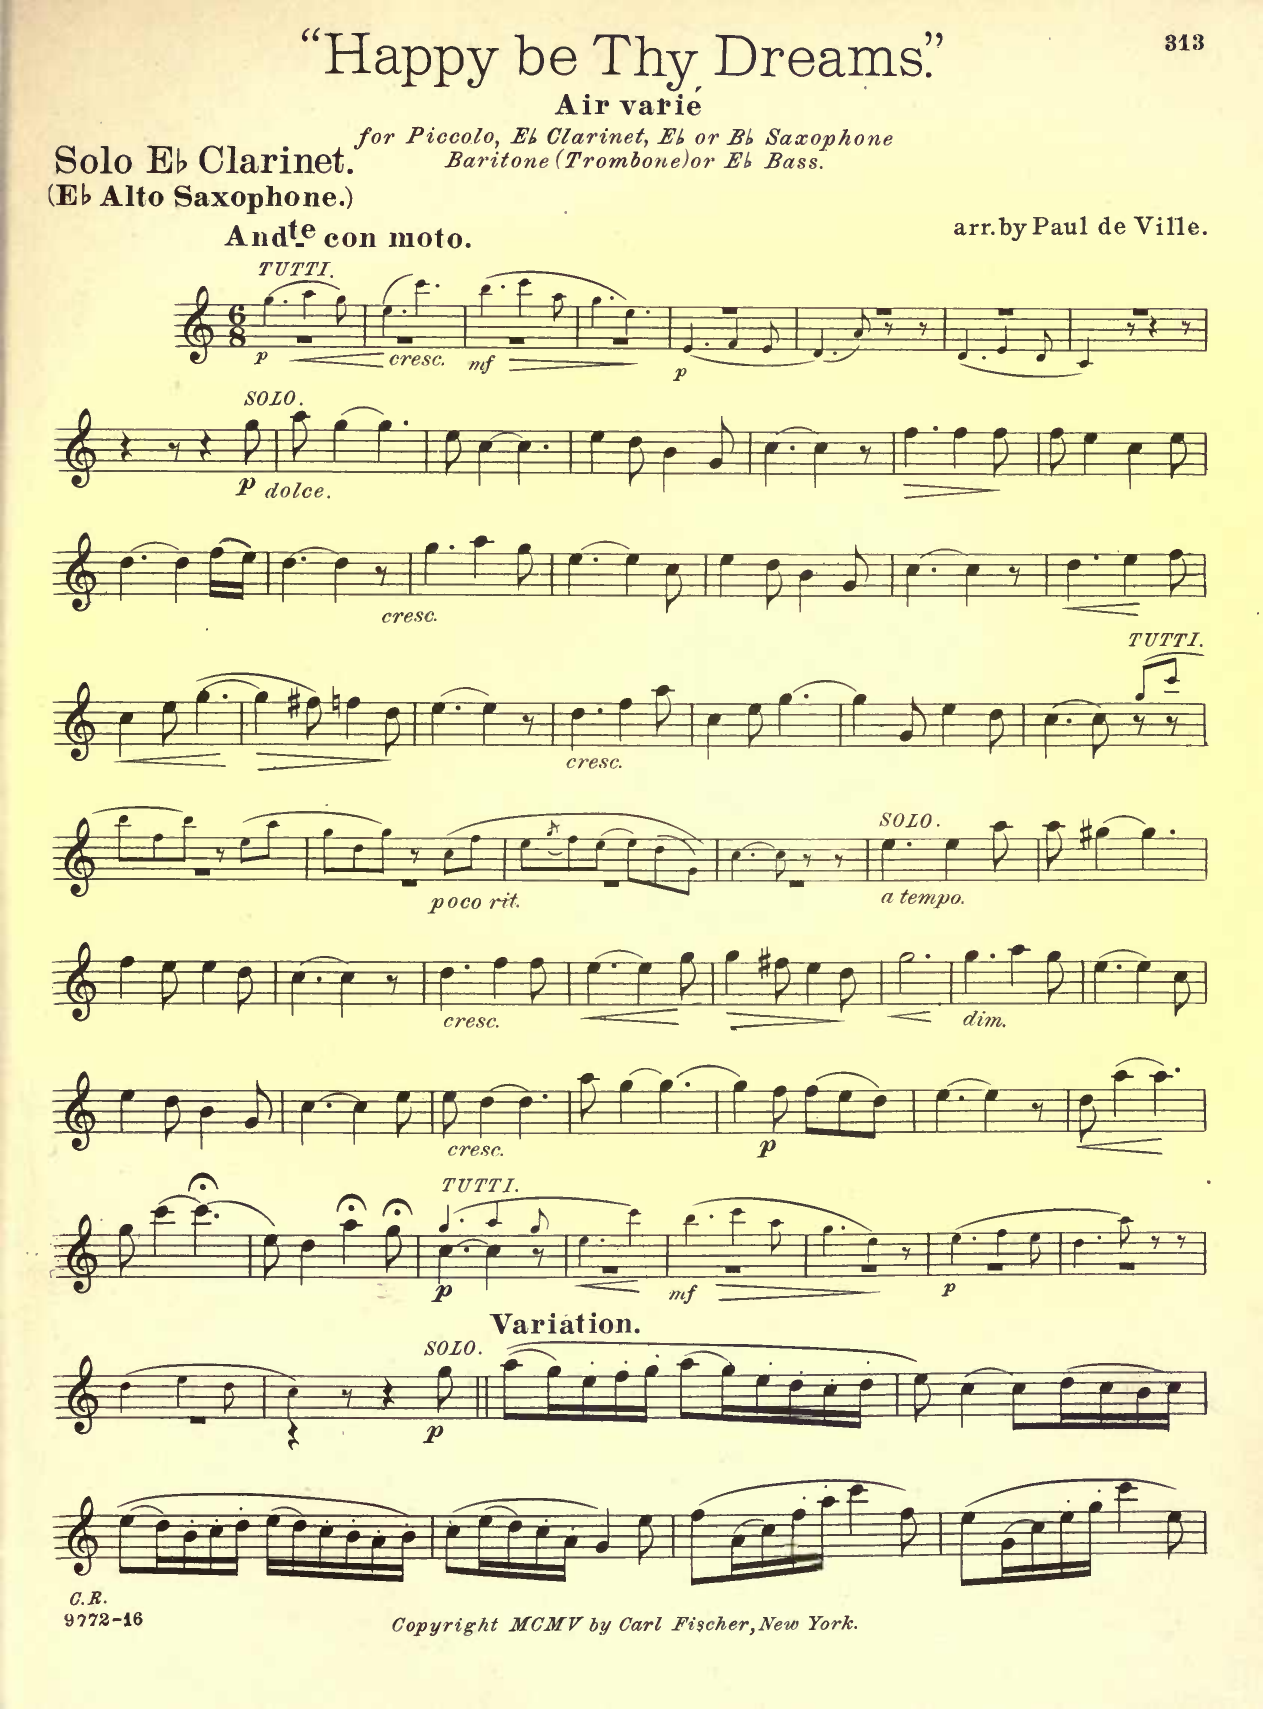 "Happy be Thy Dreams."
313
Air varié
for Piccolo, E♭ Clarinet, E♭ or B♭ Saxophone
Solo E♭ Clarinet.
Baritone (Trombone) or E♭ Bass.
(E♭ Alto Saxophone.)
arr. by Paul de Ville.
Andte con moto.
TUTTI.
6
8
p cresc. mf p
SOLO.
p dolce.
cresc.
TUTTI.
cresc.
SOLO.
poco rit. a tempo.
cresc. dim.
cresc. p
TUTTI.
p mf p
Variation.
SOLO.
p
C.R.
9772-16
Copyright MCMV by Carl Fischer, New York.